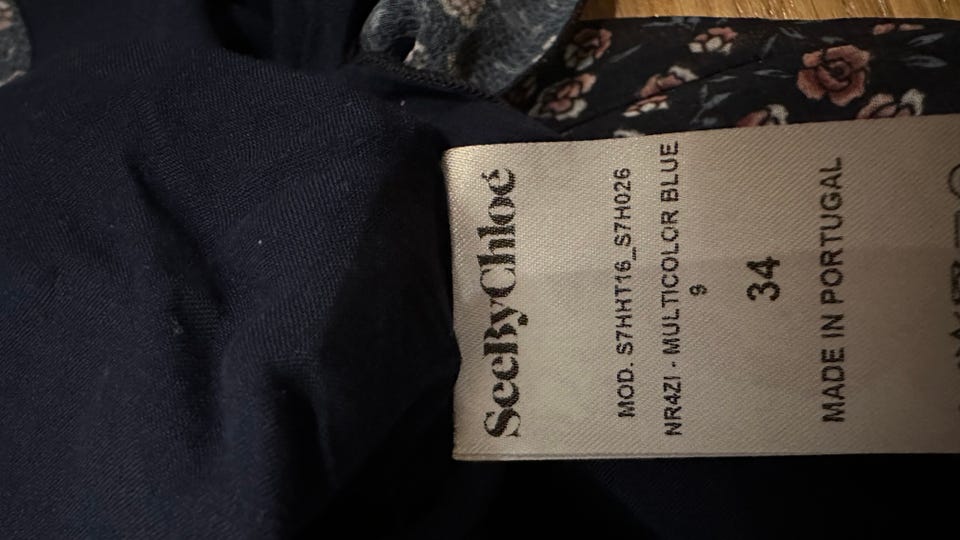 SeeByChloé
MOD. S7HHT16_S7H026
NR4ZI - MULTICOLOR BLUE
9
34
MADE IN PORTUGAL